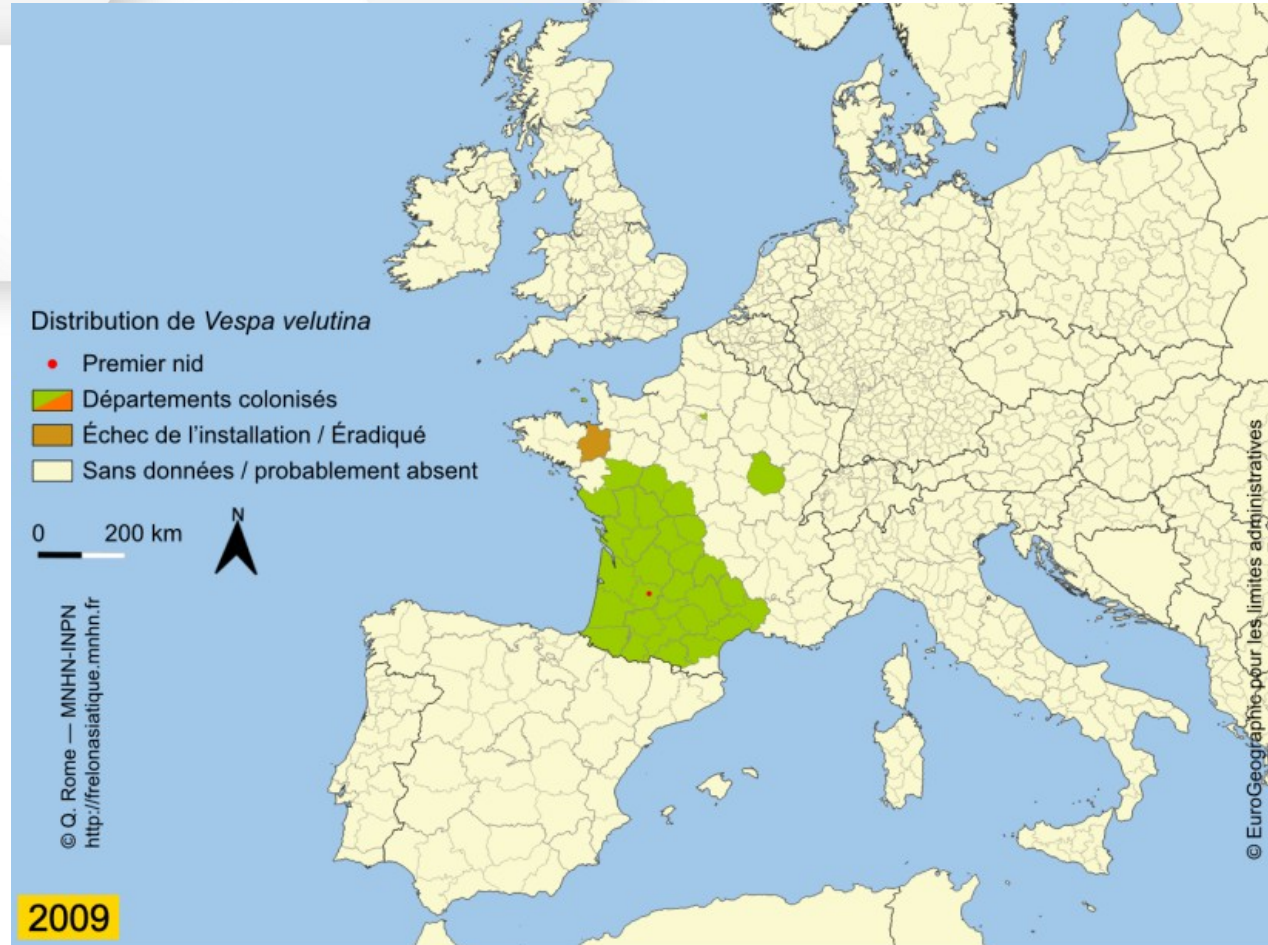 Distribution de Vespa velutina
Premier nid
Départements colonisés
Échec de l'installation / Éradiqué
Sans données / probablement absent
0 200 km
N
© Q. Rome — MNHN-INPN
http://frelonasiatique.mnhn.fr
© EuroGeographic pour les limites administratives
2009